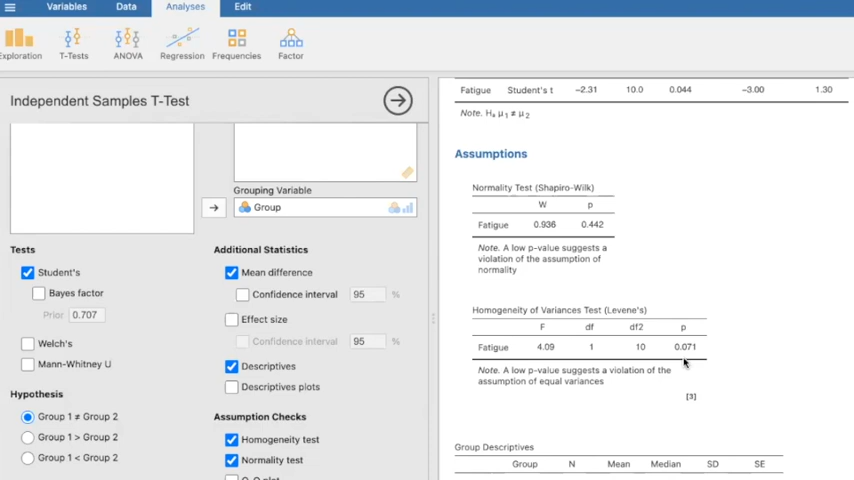 Variables Data Analyses Edit
Exploration T-Tests ANOVA Regression Frequencies Factor
Independent Samples T-Test
Grouping Variable
Group
Tests
Student's
Bayes factor
Prior 0.707
Welch's
Mann-Whitney U
Hypothesis
Group 1 ≠ Group 2
Group 1 > Group 2
Group 1 < Group 2
Additional Statistics
Mean difference
Confidence interval 95 %
Effect size
Confidence interval 95 %
Descriptives
Descriptives plots
Assumption Checks
Homogeneity test
Normality test
Q-Q plot
Fatigue Student's t −2.31 10.0 0.044 −3.00 1.30
Note. Hₐ μ₁ ≠ μ₂
Assumptions
Normality Test (Shapiro-Wilk)
W p
Fatigue 0.936 0.442
Note. A low p-value suggests a
violation of the assumption of
normality
Homogeneity of Variances Test (Levene's)
F df df2 p
Fatigue 4.09 1 10 0.071
Note. A low p-value suggests a violation of the
assumption of equal variances
[3]
Group Descriptives
Group N Mean Median SD SE